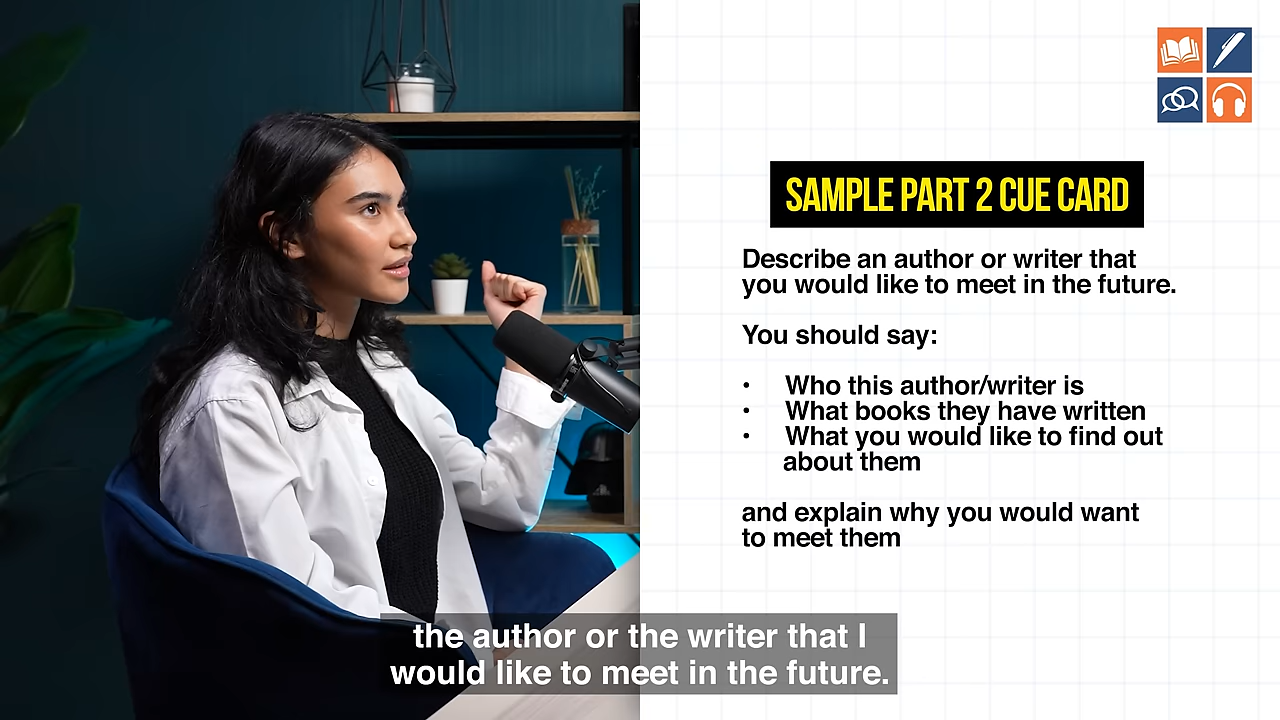 SAMPLE PART 2 CUE CARD
Describe an author or writer that
you would like to meet in the future.
You should say:
• Who this author/writer is
• What books they have written
• What you would like to find out
about them
and explain why you would want
to meet them
the author or the writer that I
would like to meet in the future.